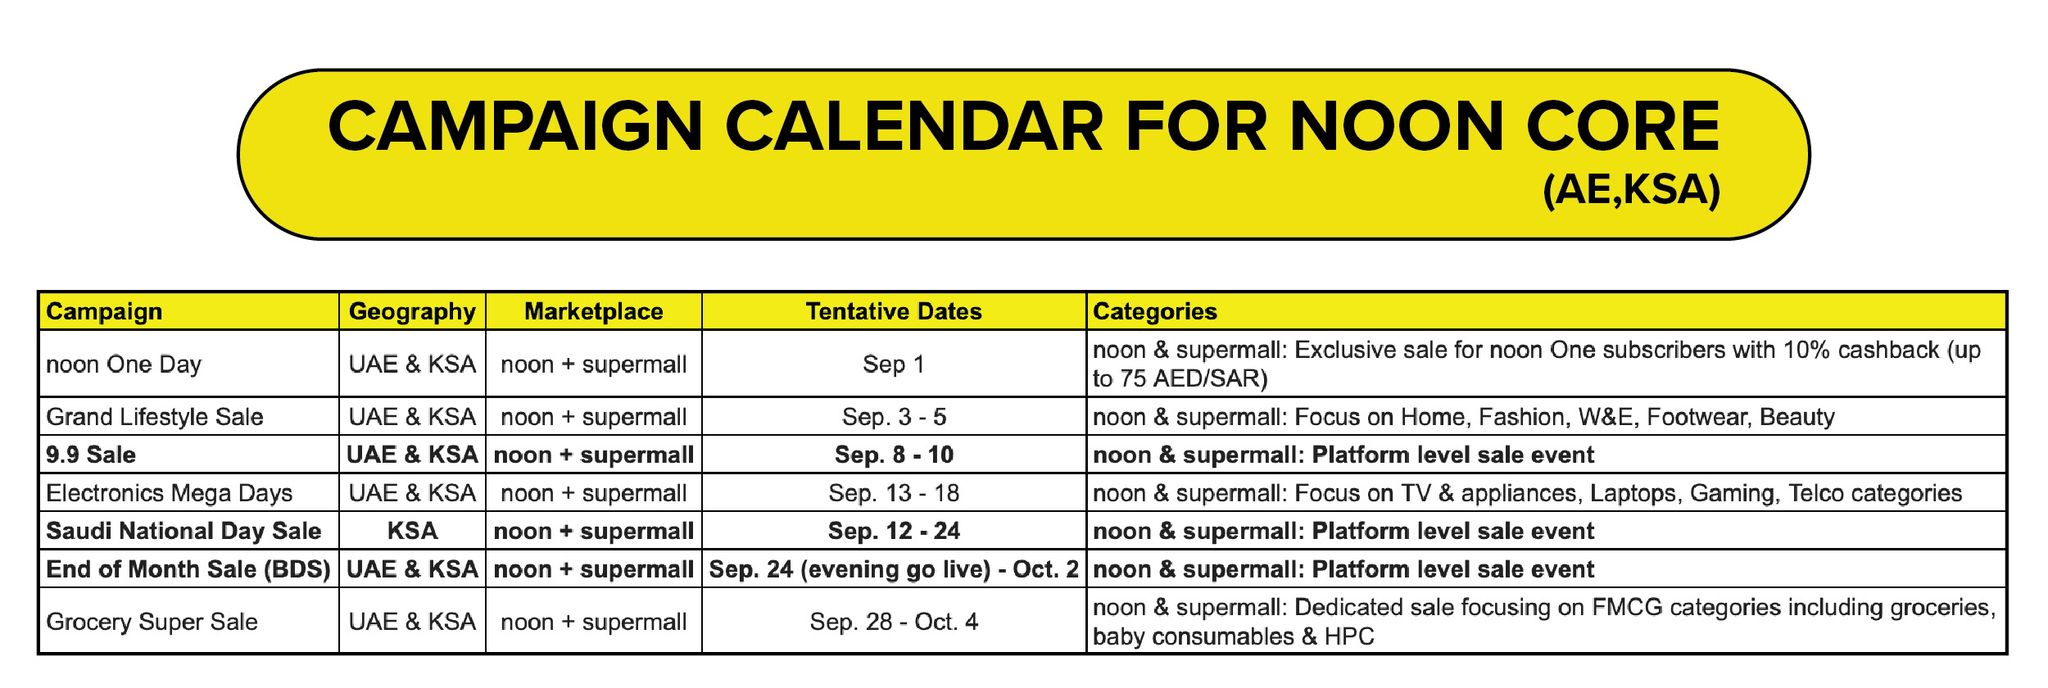 CAMPAIGN CALENDAR FOR NOON CORE
(AE,KSA)
Campaign Geography Marketplace Tentative Dates Categories
noon One Day UAE & KSA noon + supermall Sep 1 noon & supermall: Exclusive sale for noon One subscribers with 10% cashback (up
to 75 AED/SAR)
Grand Lifestyle Sale UAE & KSA noon + supermall Sep. 3 - 5 noon & supermall: Focus on Home, Fashion, W&E, Footwear, Beauty
9.9 Sale UAE & KSA noon + supermall Sep. 8 - 10 noon & supermall: Platform level sale event
Electronics Mega Days UAE & KSA noon + supermall Sep. 13 - 18 noon & supermall: Focus on TV & appliances, Laptops, Gaming, Telco categories
Saudi National Day Sale KSA noon + supermall Sep. 12 - 24 noon & supermall: Platform level sale event
End of Month Sale (BDS) UAE & KSA noon + supermall Sep. 24 (evening go live) - Oct. 2 noon & supermall: Platform level sale event
Grocery Super Sale UAE & KSA noon + supermall Sep. 28 - Oct. 4 noon & supermall: Dedicated sale focusing on FMCG categories including groceries,
baby consumables & HPC